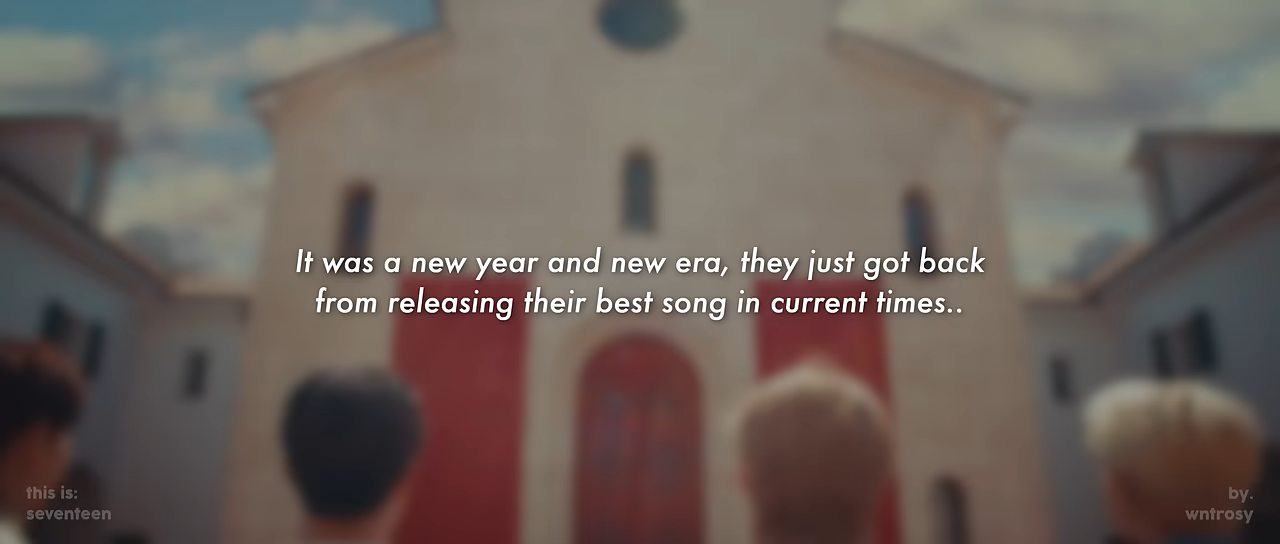 It was a new year and new era, they just got back
from releasing their best song in current times..
this is:
seventeen
by.
wntrosy